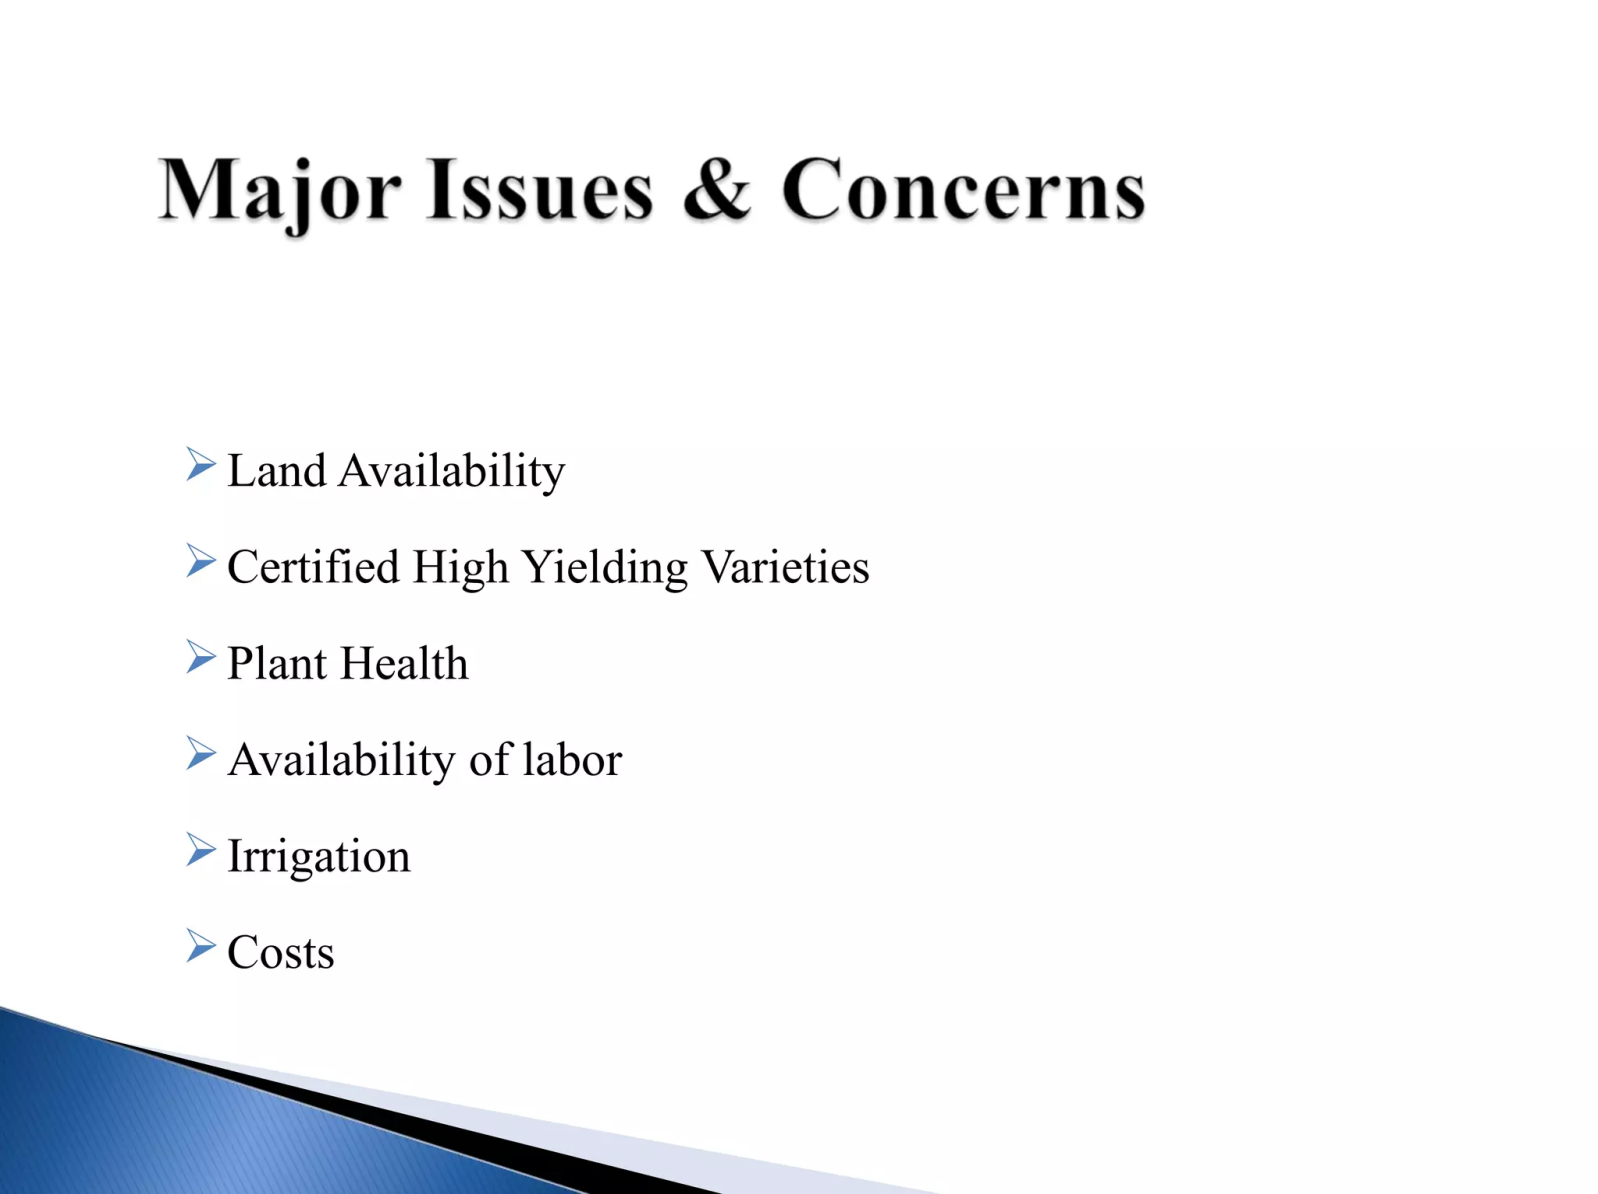 Major Issues & Concerns
Land Availability
Certified High Yielding Varieties
Plant Health
Availability of labor
Irrigation
Costs